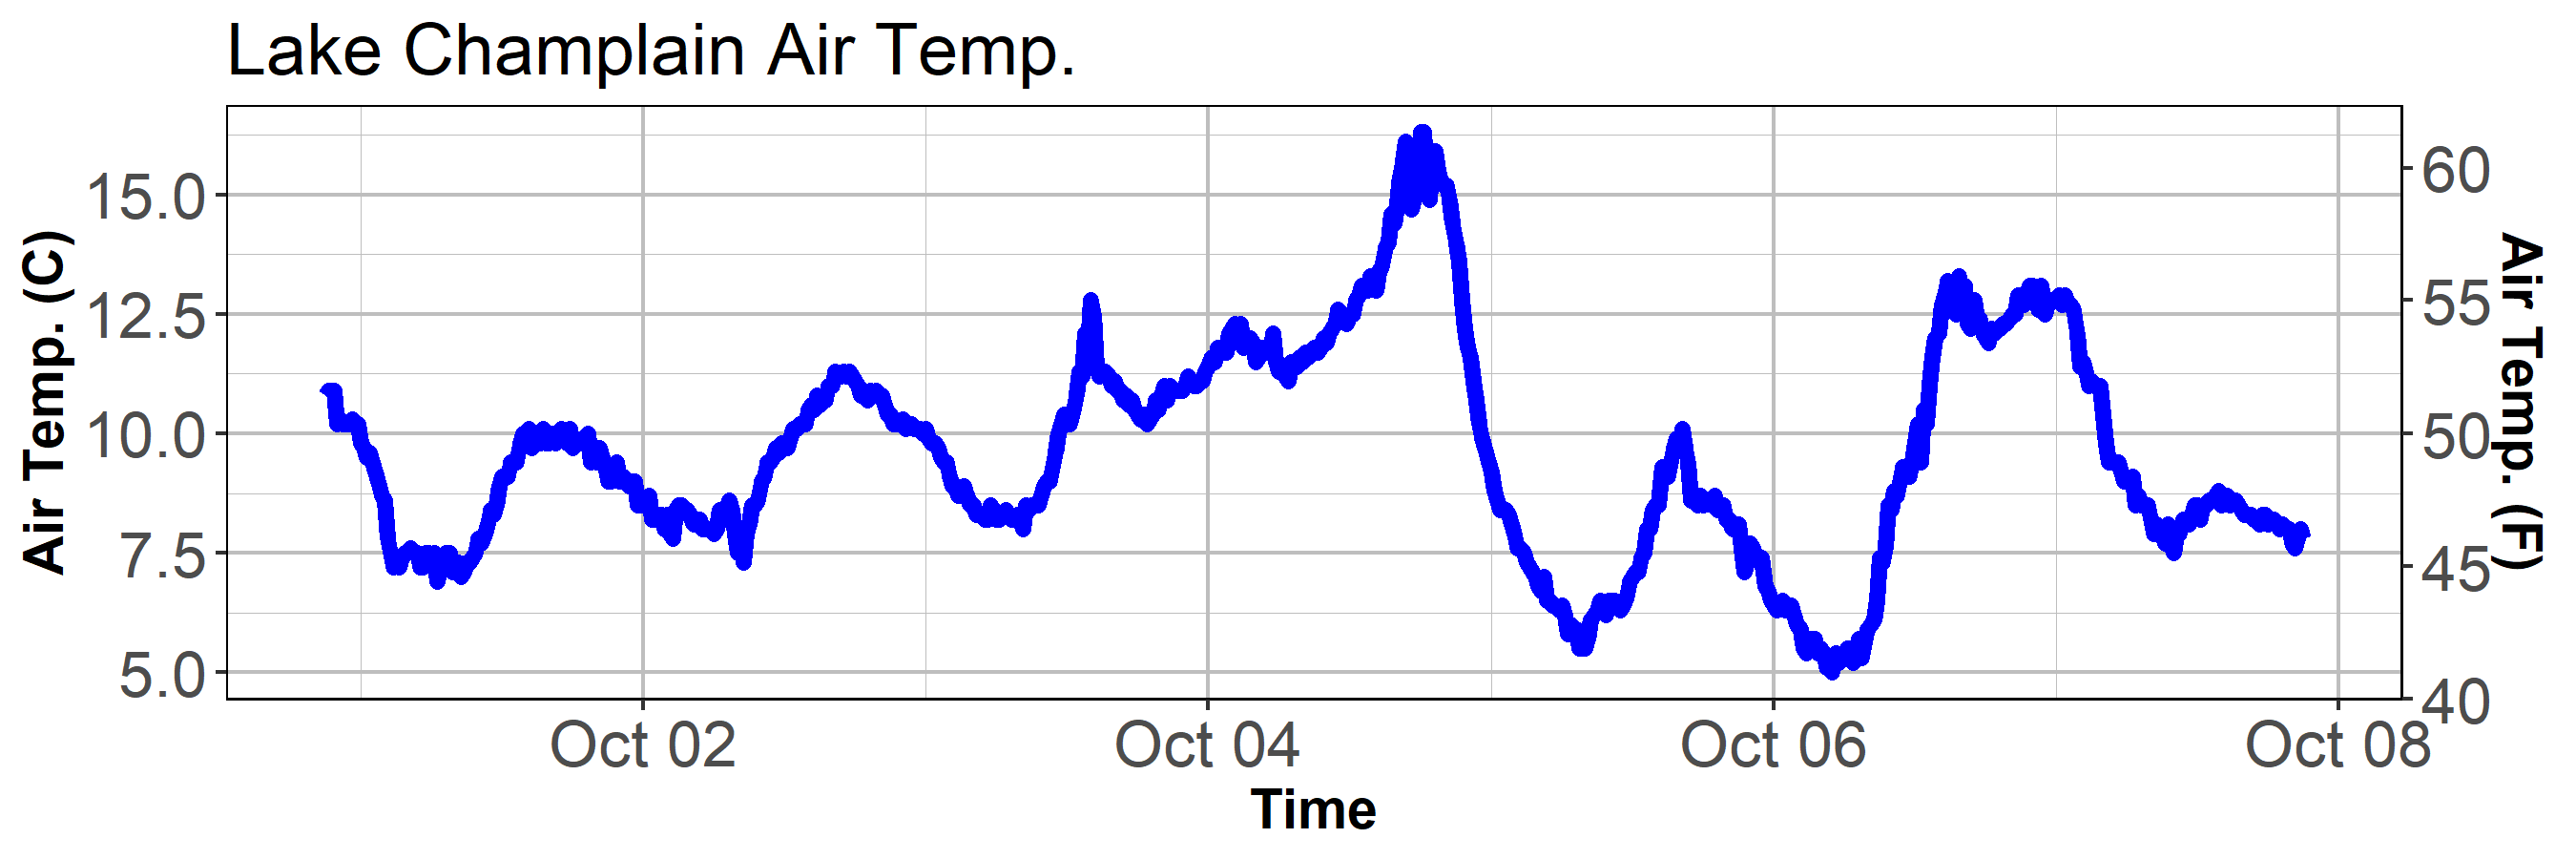 Lake Champlain Air Temp.
Air Temp. (C)
15.0
12.5
10.0
7.5
5.0
60
55
50
45
40
Air Temp. (F)
Oct 02 Oct 04 Oct 06 Oct 08
Time